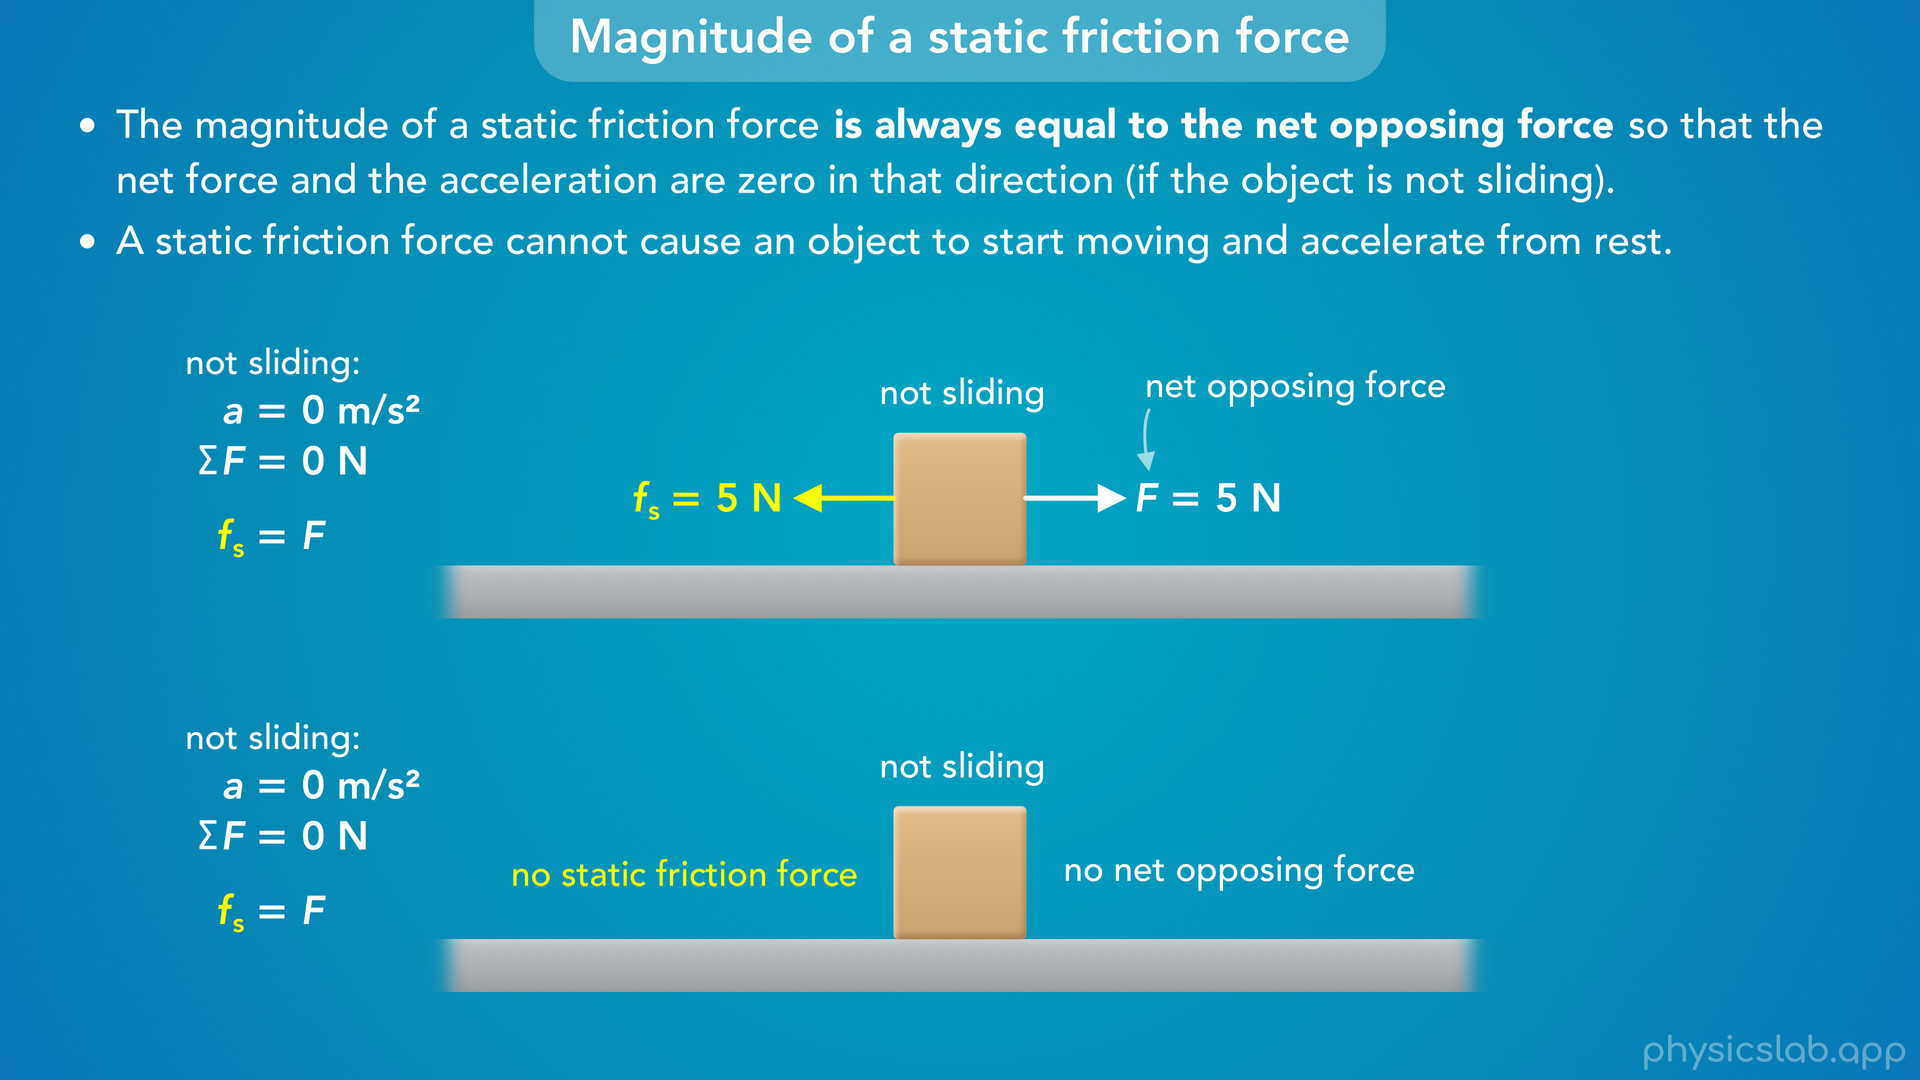 Magnitude of a static friction force
• The magnitude of a static friction force is always equal to the net opposing force so that the
net force and the acceleration are zero in that direction (if the object is not sliding).
• A static friction force cannot cause an object to start moving and accelerate from rest.
not sliding:
a = 0 m/s²
ΣF = 0 N
fₛ = F
not sliding
net opposing force
fₛ = 5 N
F = 5 N
not sliding:
a = 0 m/s²
ΣF = 0 N
fₛ = F
not sliding
no static friction force
no net opposing force
physicslab.app